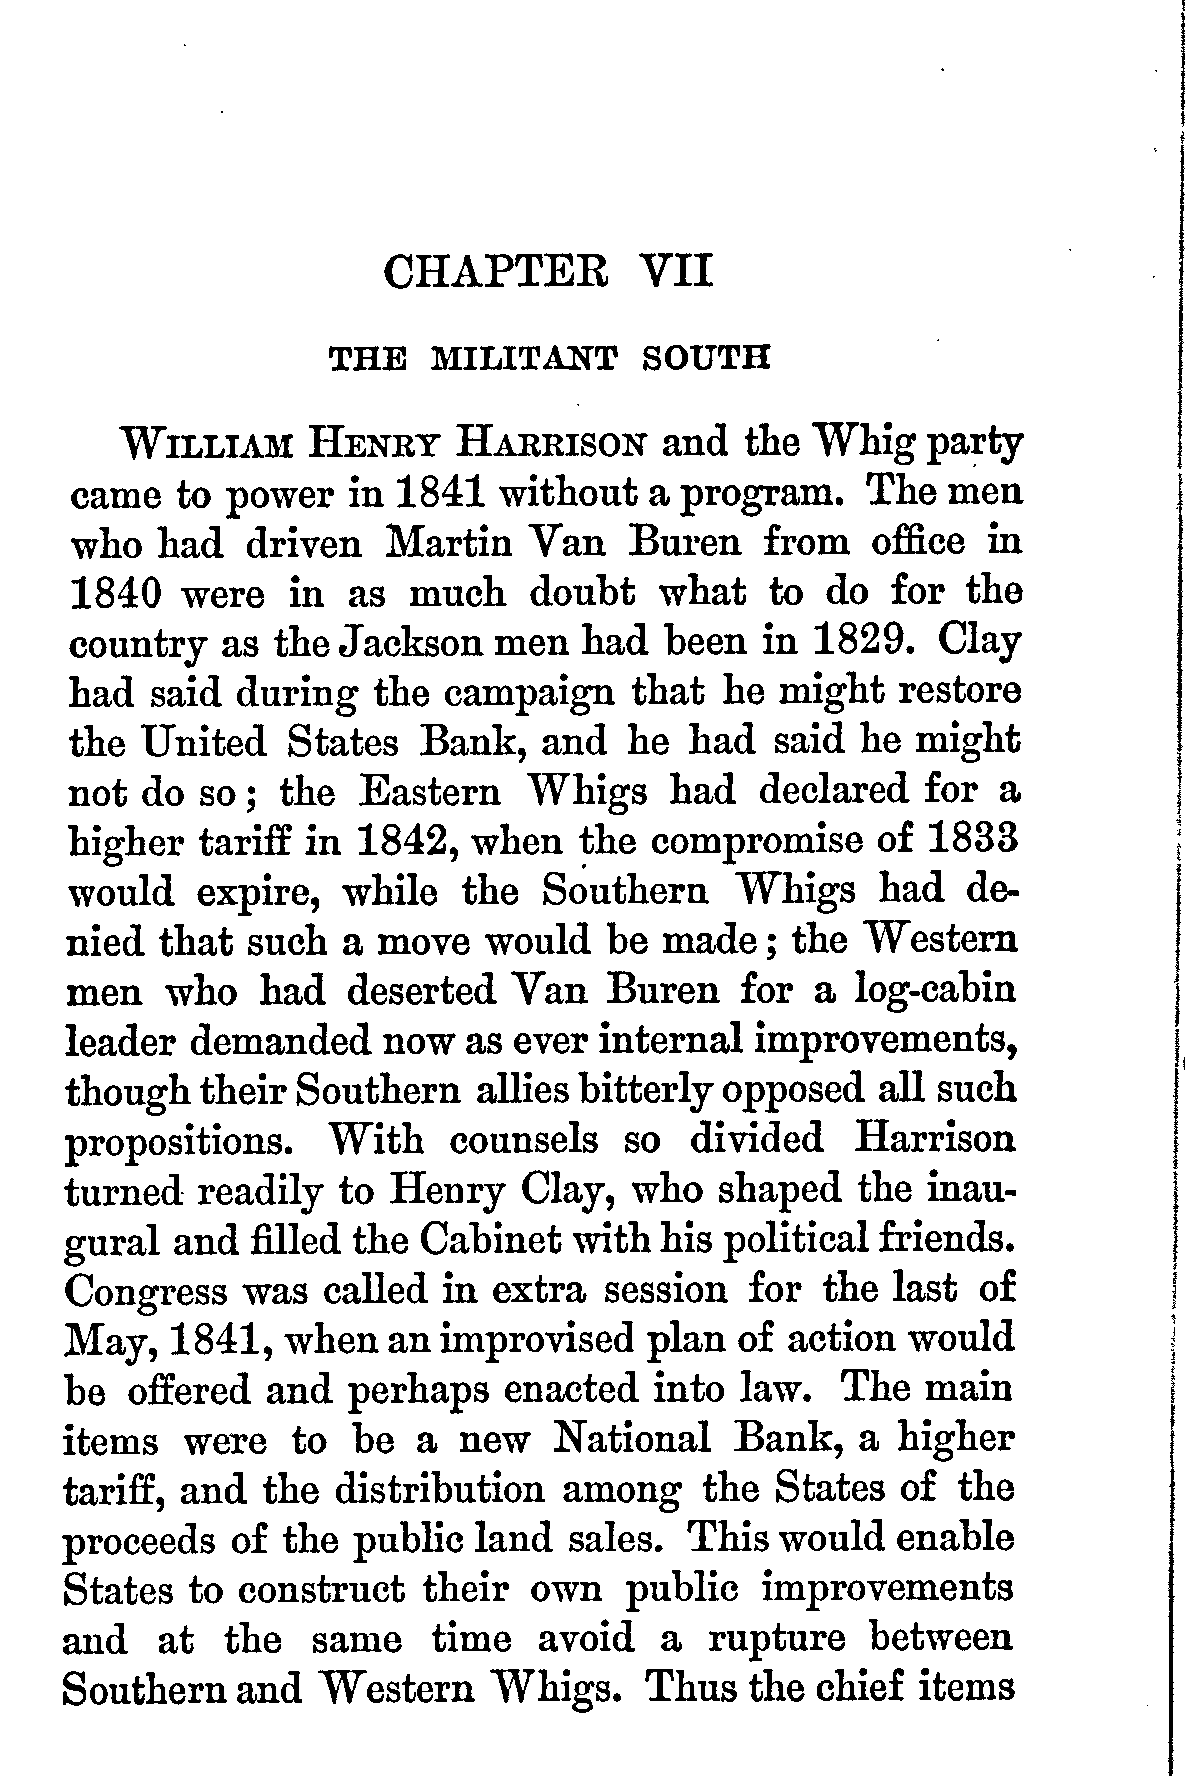 CHAPTER VII
THE MILITANT SOUTH
WILLIAM HENRY HARRISON and the Whig party
came to power in 1841 without a program. The men
who had driven Martin Van Buren from office in
1840 were in as much doubt what to do for the
country as the Jackson men had been in 1829. Clay
had said during the campaign that he might restore
the United States Bank, and he had said he might
not do so; the Eastern Whigs had declared for a
higher tariff in 1842, when the compromise of 1833
would expire, while the Southern Whigs had de-
nied that such a move would be made; the Western
men who had deserted Van Buren for a log-cabin
leader demanded now as ever internal improvements,
though their Southern allies bitterly opposed all such
propositions. With counsels so divided Harrison
turned readily to Henry Clay, who shaped the inau-
gural and filled the Cabinet with his political friends.
Congress was called in extra session for the last of
May, 1841, when an improvised plan of action would
be offered and perhaps enacted into law. The main
items were to be a new National Bank, a higher
tariff, and the distribution among the States of the
proceeds of the public land sales. This would enable
States to construct their own public improvements
and at the same time avoid a rupture between
Southern and Western Whigs. Thus the chief items